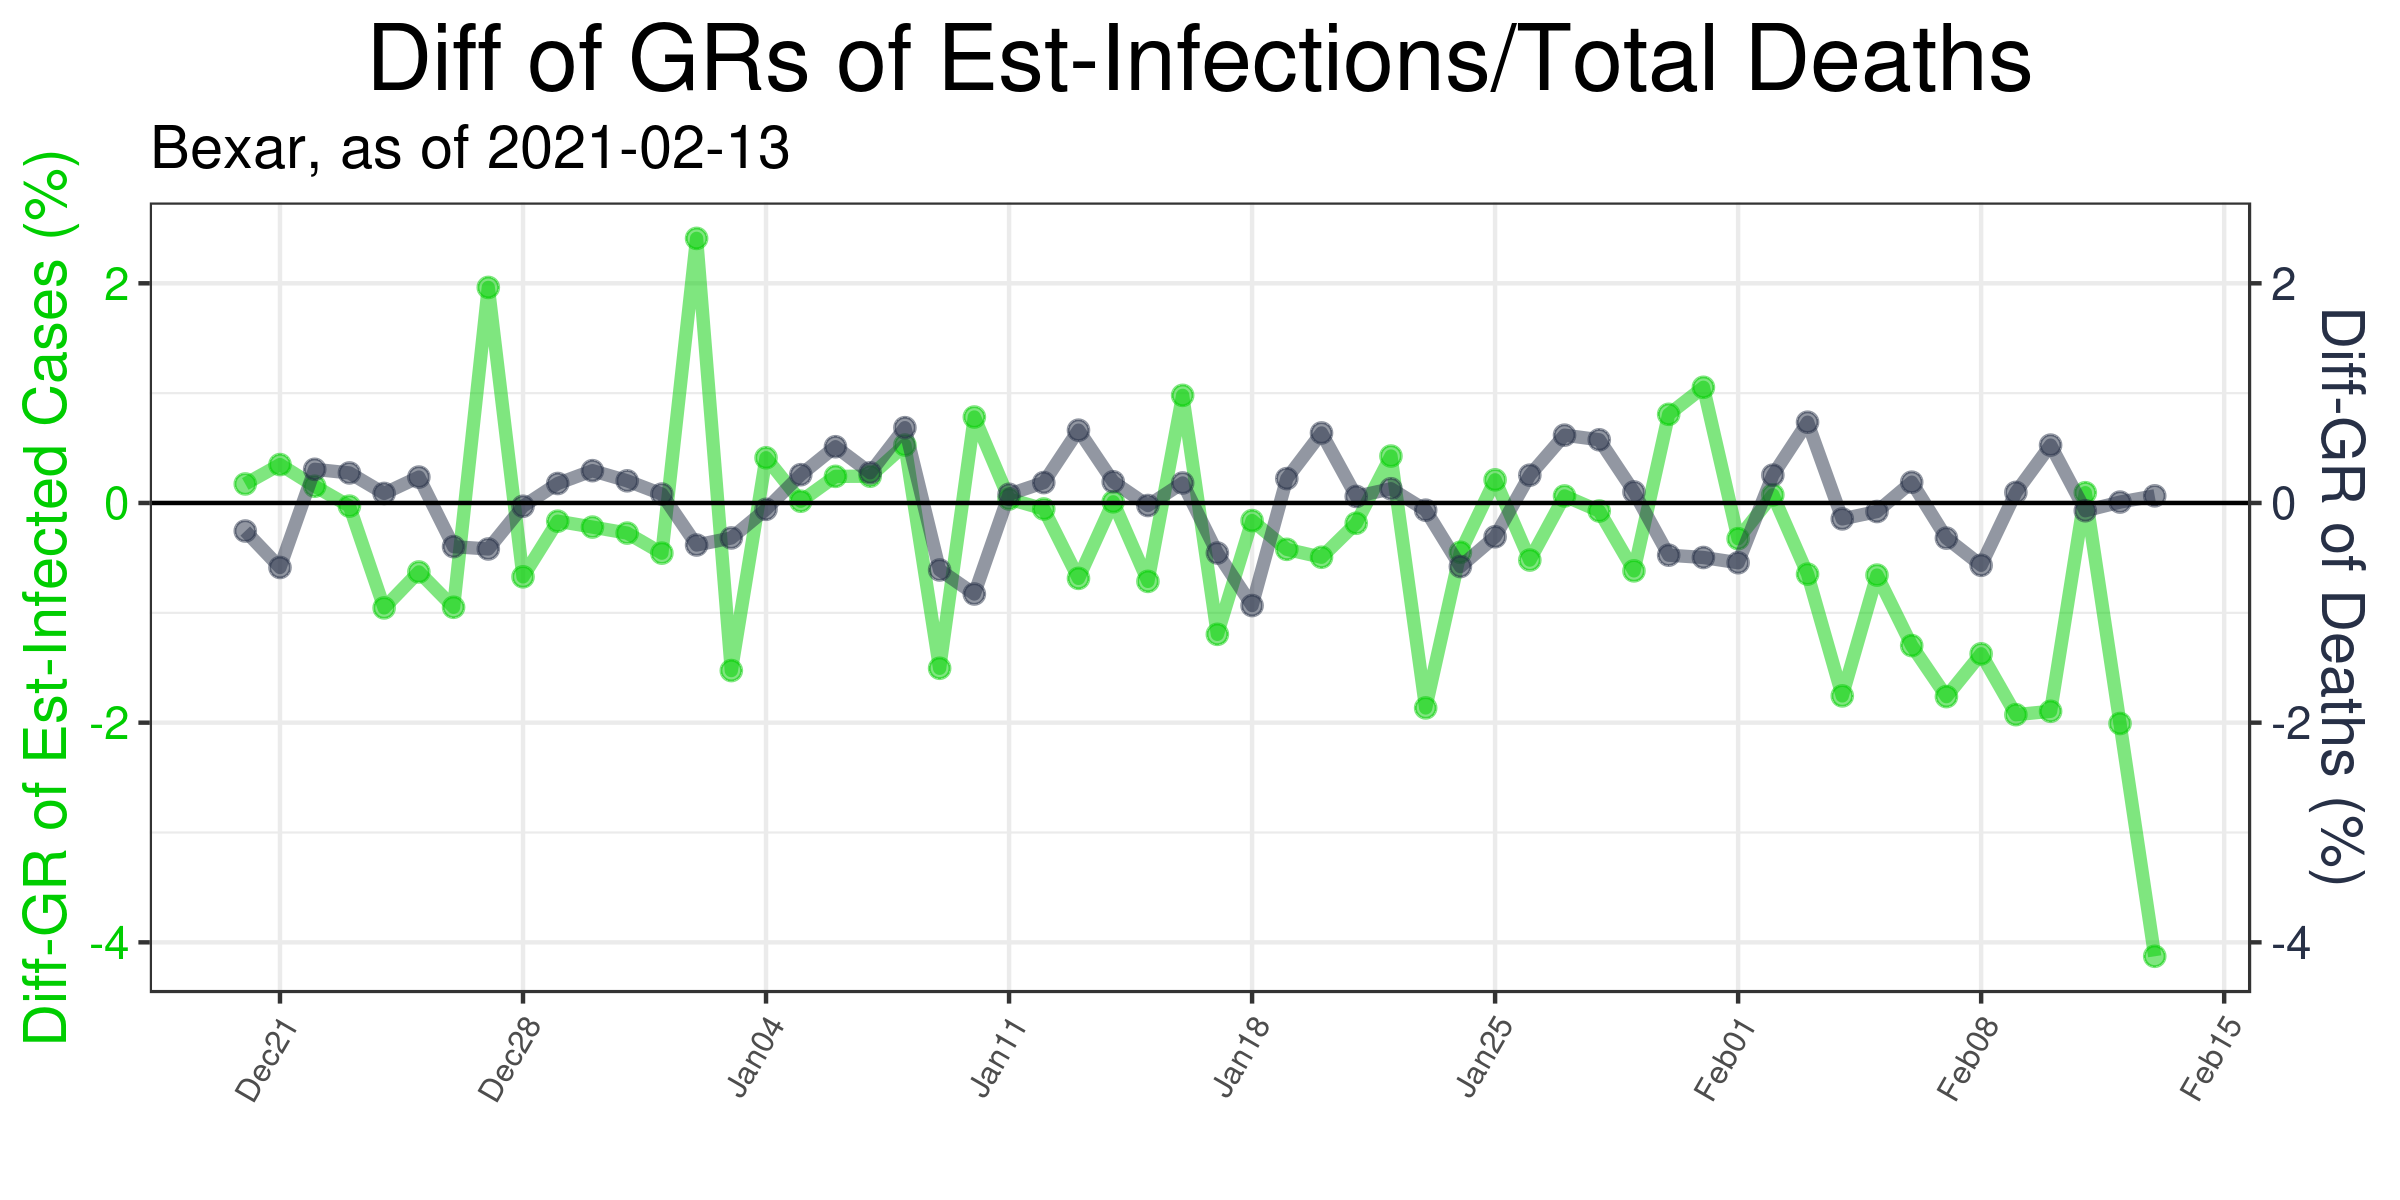 Diff of GRs of Est-Infections/Total Deaths
Bexar, as of 2021-02-13
Diff-GR of Est-Infected Cases (%)
2
0
-2
-4
2
0
-2
-4
Diff-GR of Deaths (%)
Dec21
Dec28
Jan04
Jan11
Jan18
Jan25
Feb01
Feb08
Feb15